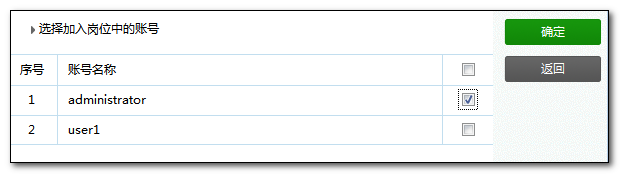 选择加入岗位中的账号
确定
返回
序号 账号名称
1 administrator
2 user1